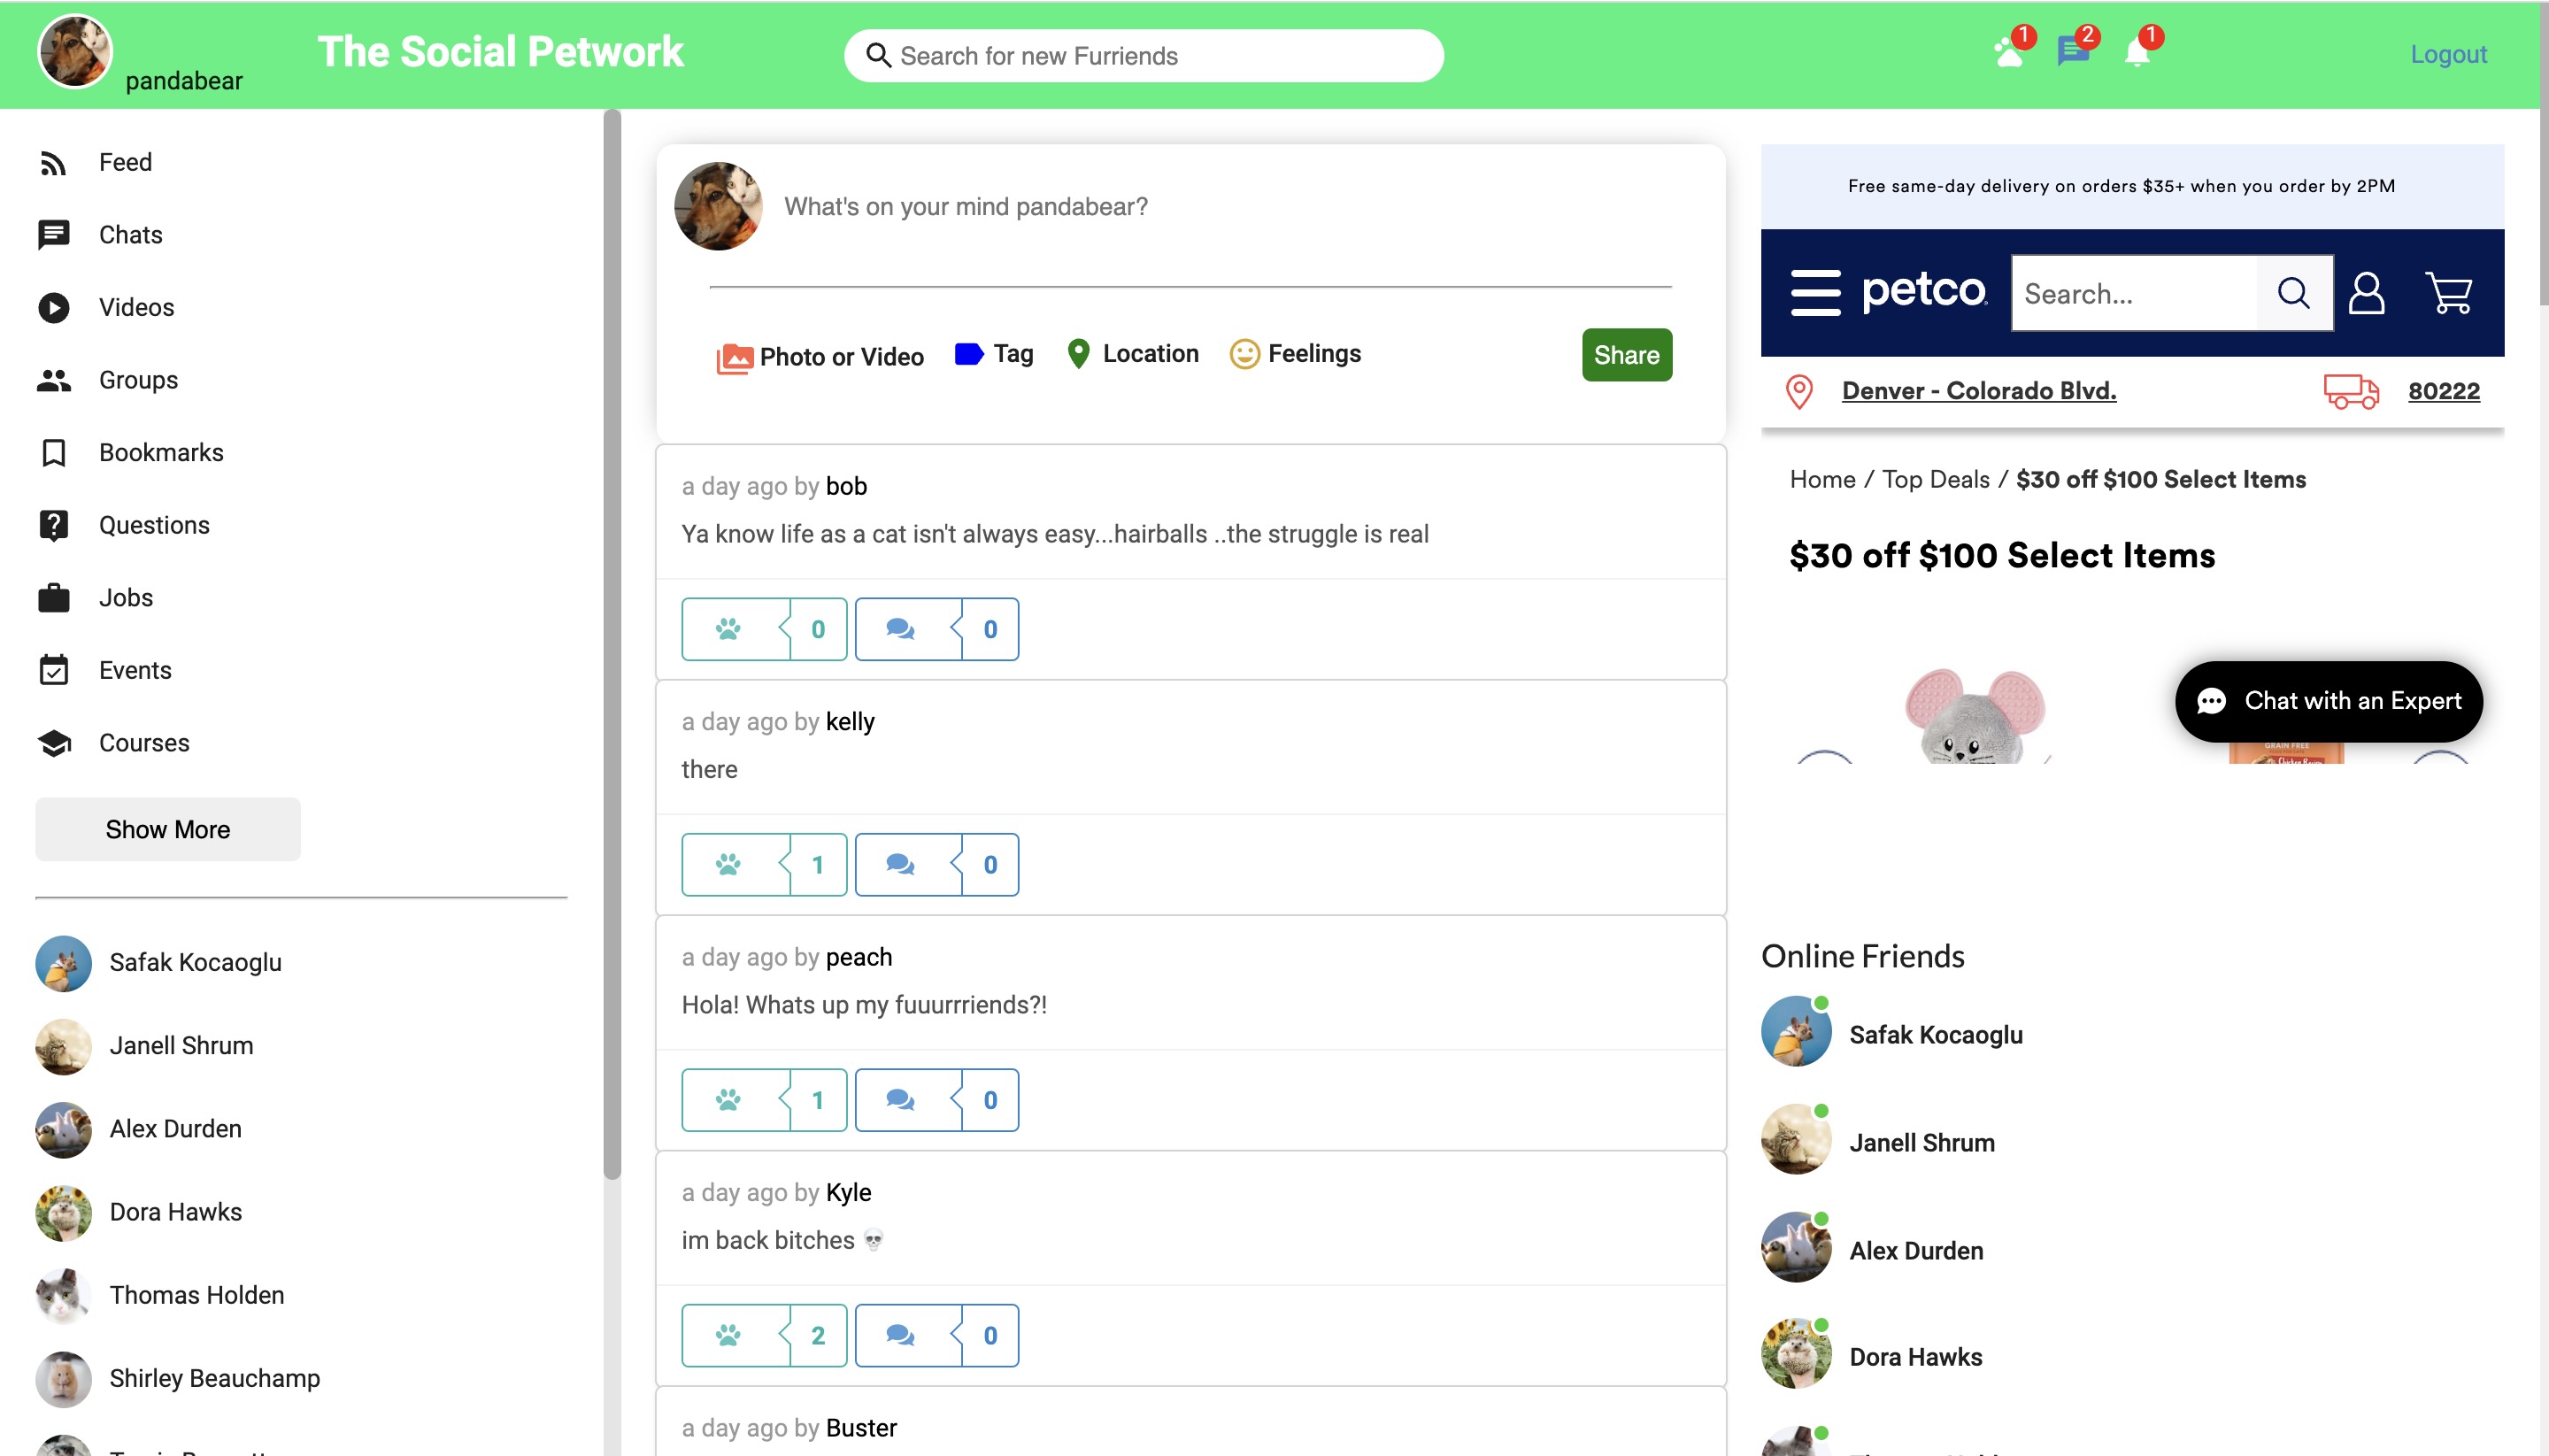 pandabear
The Social Petwork
Search for new Furriends
1
2
1
Logout
Feed
Chats
Videos
Groups
Bookmarks
Questions
Jobs
Events
Courses
Show More
Safak Kocaoglu
Janell Shrum
Alex Durden
Dora Hawks
Thomas Holden
Shirley Beauchamp
What's on your mind pandabear?
Photo or Video
Tag
Location
Feelings
Share
a day ago by bob
Ya know life as a cat isn't always easy...hairballs ..the struggle is real
0
0
a day ago by kelly
there
1
0
a day ago by peach
Hola! Whats up my fuuurrriends?!
1
0
a day ago by Kyle
im back bitches 💀
2
0
a day ago by Buster
Free same-day delivery on orders $35+ when you order by 2PM
petco
Search...
Denver - Colorado Blvd.
80222
Home / Top Deals / $30 off $100 Select Items
$30 off $100 Select Items
Chat with an Expert
GRAIN FREE
Chicken Recipe
Online Friends
Safak Kocaoglu
Janell Shrum
Alex Durden
Dora Hawks